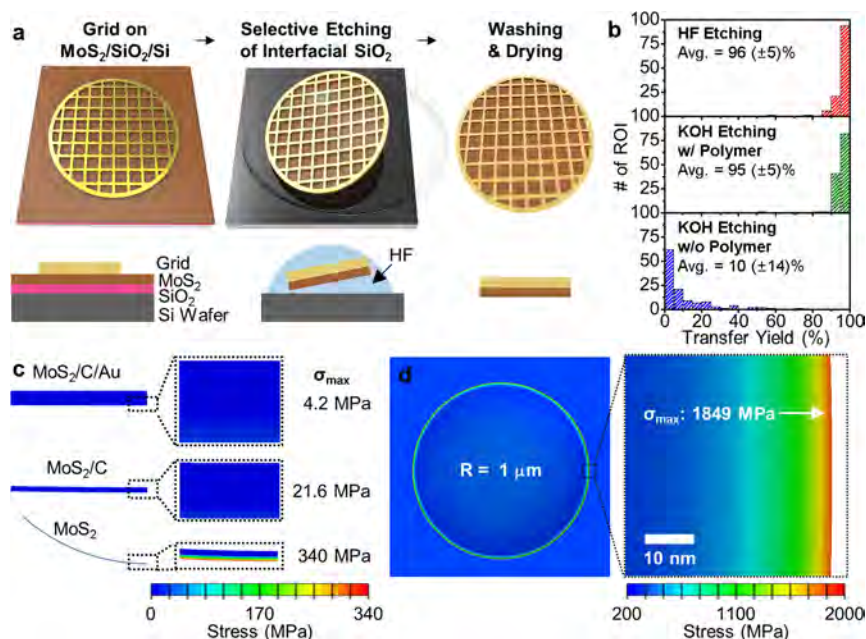 a
Grid on
MoS₂/SiO₂/Si
Selective Etching
of Interfacial SiO₂
Washing
& Drying
Grid
MoS₂
SiO₂
Si Wafer
HF
b
HF Etching
Avg. = 96 (±5)%
KOH Etching
w/ Polymer
Avg. = 95 (±5)%
KOH Etching
w/o Polymer
Avg. = 10 (±14)%
# of ROI
100
75
50
25
100
75
50
25
100
75
50
25
0
0 20 40 60 80 100
Transfer Yield (%)
c
MoS₂/C/Au
σmax
4.2 MPa
MoS₂/C
21.6 MPa
MoS₂
340 MPa
0 170 340
Stress (MPa)
d
R = 1 μm
σmax: 1849 MPa
10 nm
200 1100 2000
Stress (MPa)